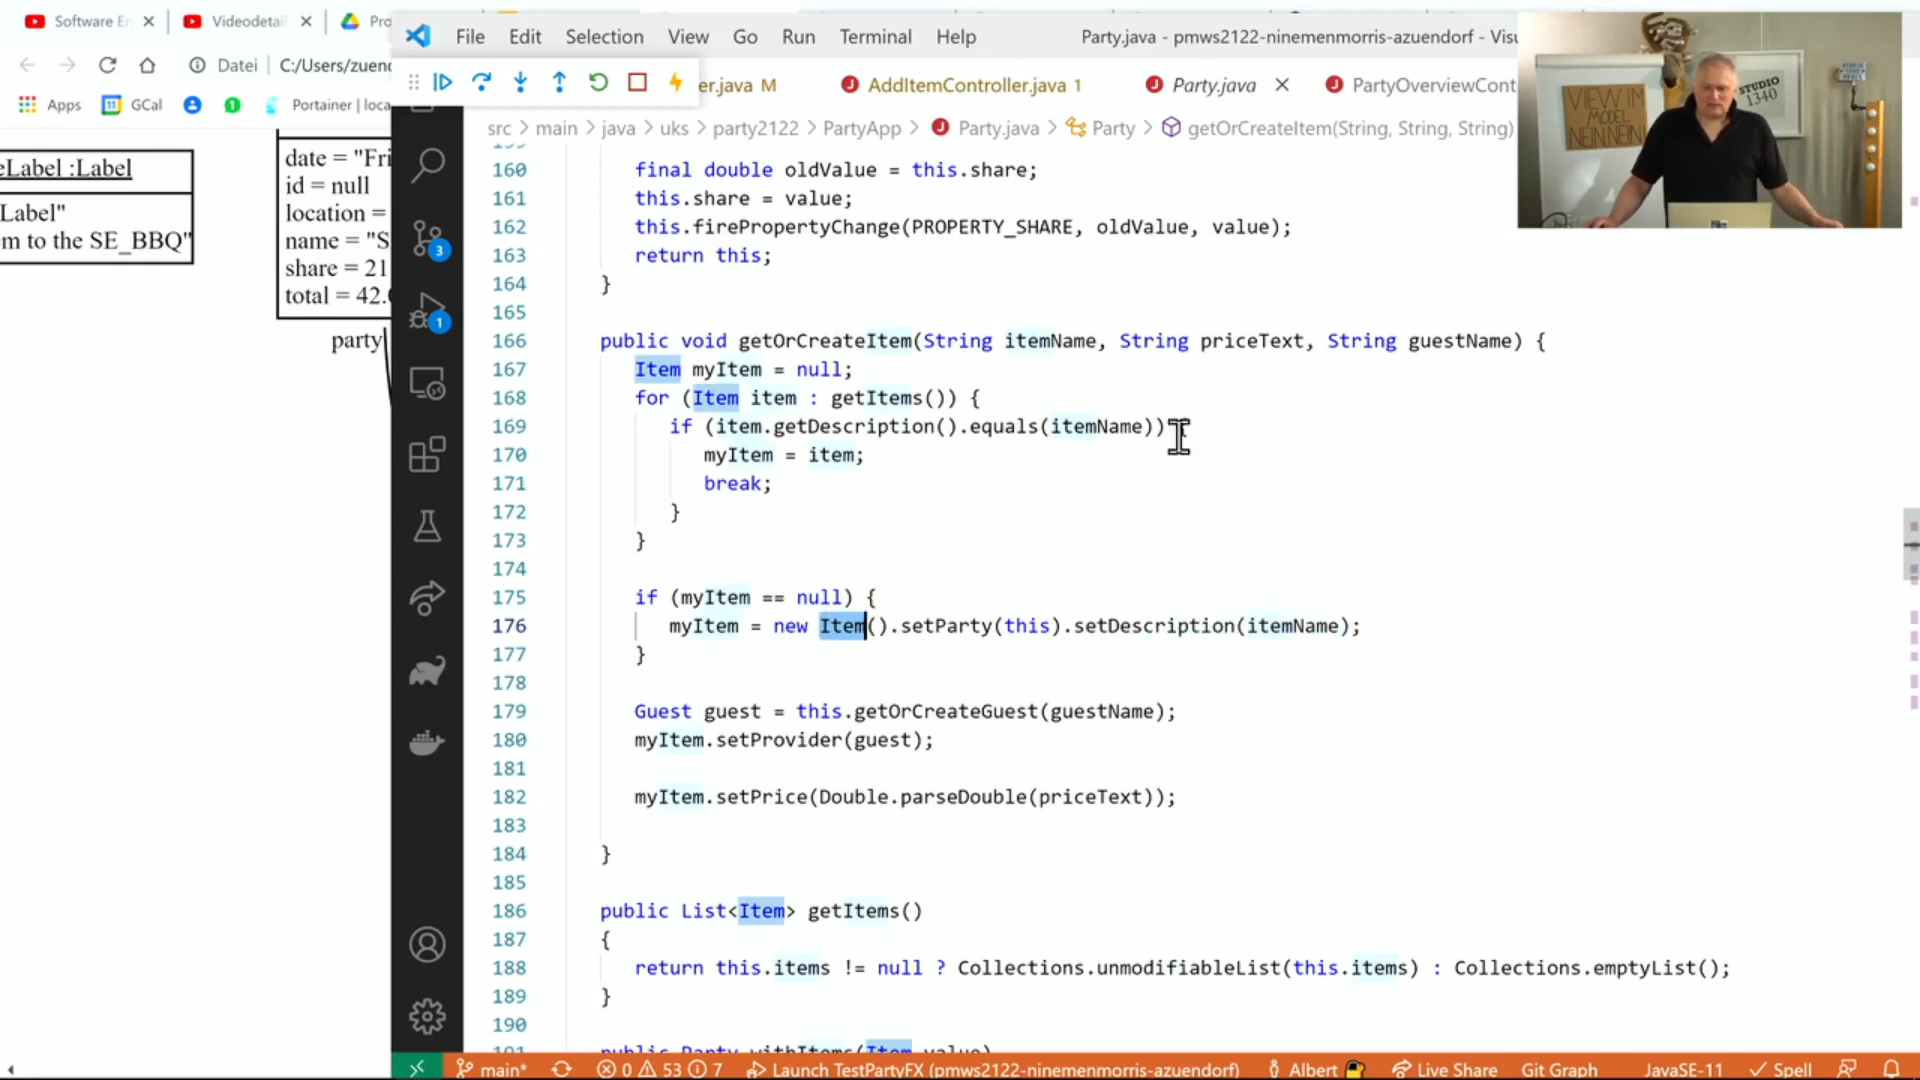 Software En
Videodetail
Pro
File Edit Selection View Go Run Terminal Help
Party.java - pmws2122-ninemenmorris-azuendorf - Visu
Datei
C:/Users/zuend
er.java M
AddItemController.java 1
Party.java
PartyOverviewCont
Apps
GCal
Portainer | loca
src > main > java > uks > party2122 > PartyApp > Party.java > Party > getOrCreateItem(String, String, String)
VIEW IM
MODEL
NEIN NEIN
STUDIO
1340
eLabel :Label
Label"
m to the SE_BBQ"
date = "Fri
id = null
location =
name = "S
share = 21
total = 42.
party
3
1
160 final double oldValue = this.share;
161 this.share = value;
162 this.firePropertyChange(PROPERTY_SHARE, oldValue, value);
163 return this;
164 }
165
166 public void getOrCreateItem(String itemName, String priceText, String guestName) {
167 Item myItem = null;
168 for (Item item : getItems()) {
169 if (item.getDescription().equals(itemName)) {
170 myItem = item;
171 break;
172 }
173 }
174
175 if (myItem == null) {
176 myItem = new Item().setParty(this).setDescription(itemName);
177 }
178
179 Guest guest = this.getOrCreateGuest(guestName);
180 myItem.setProvider(guest);
181
182 myItem.setPrice(Double.parseDouble(priceText));
183
184 }
185
186 public List<Item> getItems()
187 {
188 return this.items != null ? Collections.unmodifiableList(this.items) : Collections.emptyList();
189 }
190
191 public Party withItems(Item value)
main* 0 53 7 Launch TestPartyFX (pmws2122-ninemenmorris-azuendorf) Albert Live Share Git Graph JavaSE-11 Spell